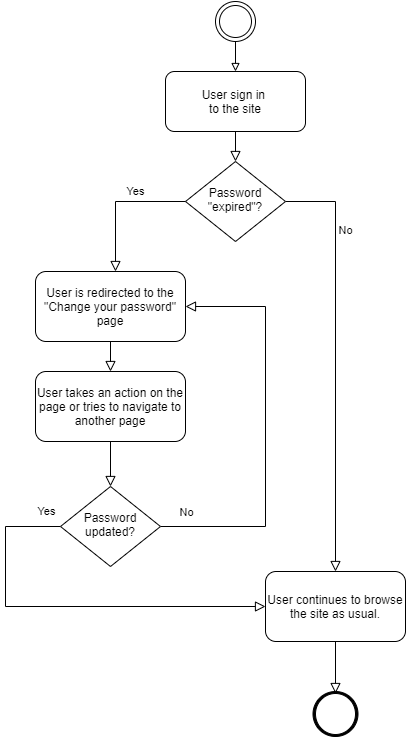 User sign in
to the site
Password
"expired"?
Yes
No
User is redirected to the
"Change your password"
page
User takes an action on the
page or tries to navigate to
another page
Yes
No
Password
updated?
User continues to browse
the site as usual.